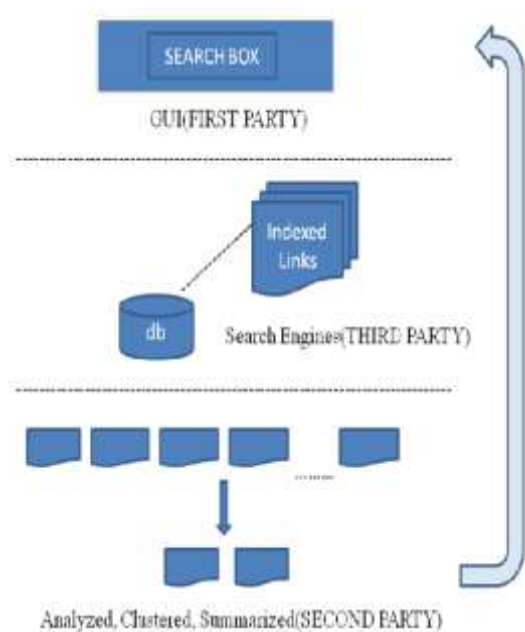 SEARCH BOX
GUI(FIRST PARTY)
Indexed
Links
db
Search Engines(THIRD PARTY)
Analyzed, Clustered, Summarized(SECOND PARTY)